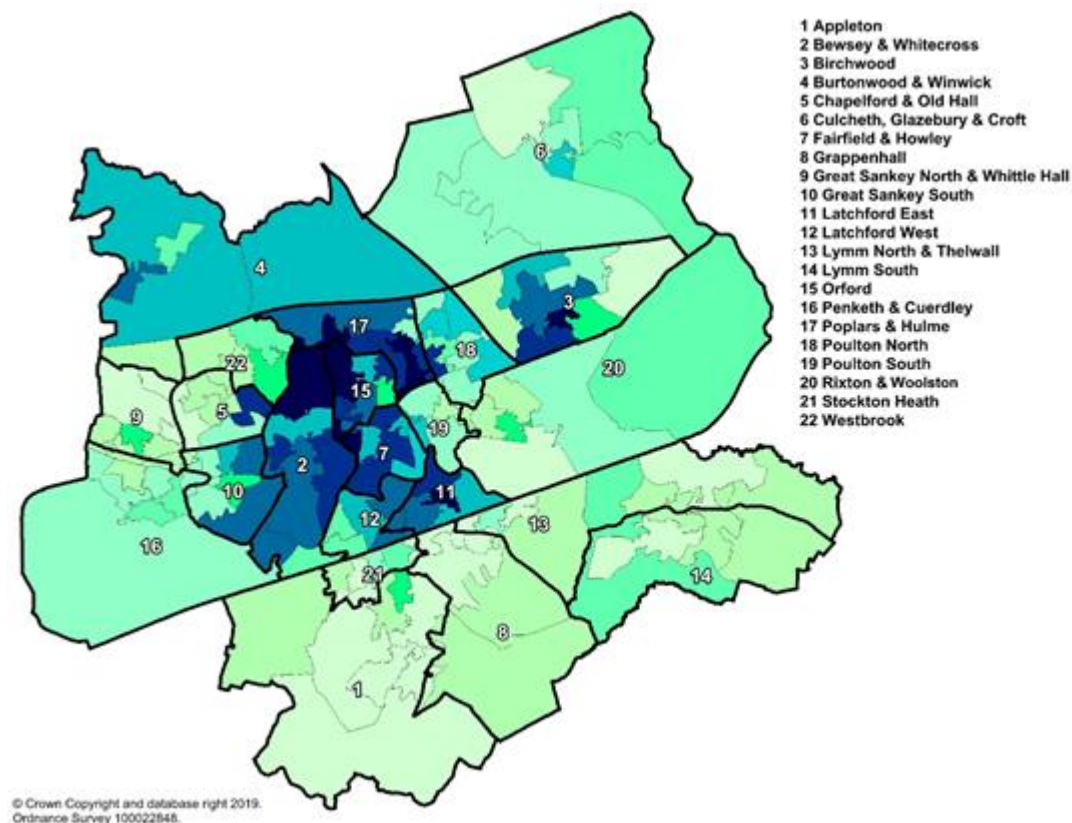 1 Appleton
2 Bewsey & Whitecross
3 Birchwood
4 Burtonwood & Winwick
5 Chapelford & Old Hall
6 Culcheth, Glazebury & Croft
7 Fairfield & Howley
8 Grappenhall
9 Great Sankey North & Whittle Hall
10 Great Sankey South
11 Latchford East
12 Latchford West
13 Lymm North & Thelwall
14 Lymm South
15 Orford
16 Penketh & Cuerdley
17 Poplars & Hulme
18 Poulton North
19 Poulton South
20 Rixton & Woolston
21 Stockton Heath
22 Westbrook
6
4
3
17
18
22
15
20
9
5
19
7
2
10
11
12
13
16
21
14
8
1
© Crown Copyright and database right 2019.
Ordnance Survey 100022848.